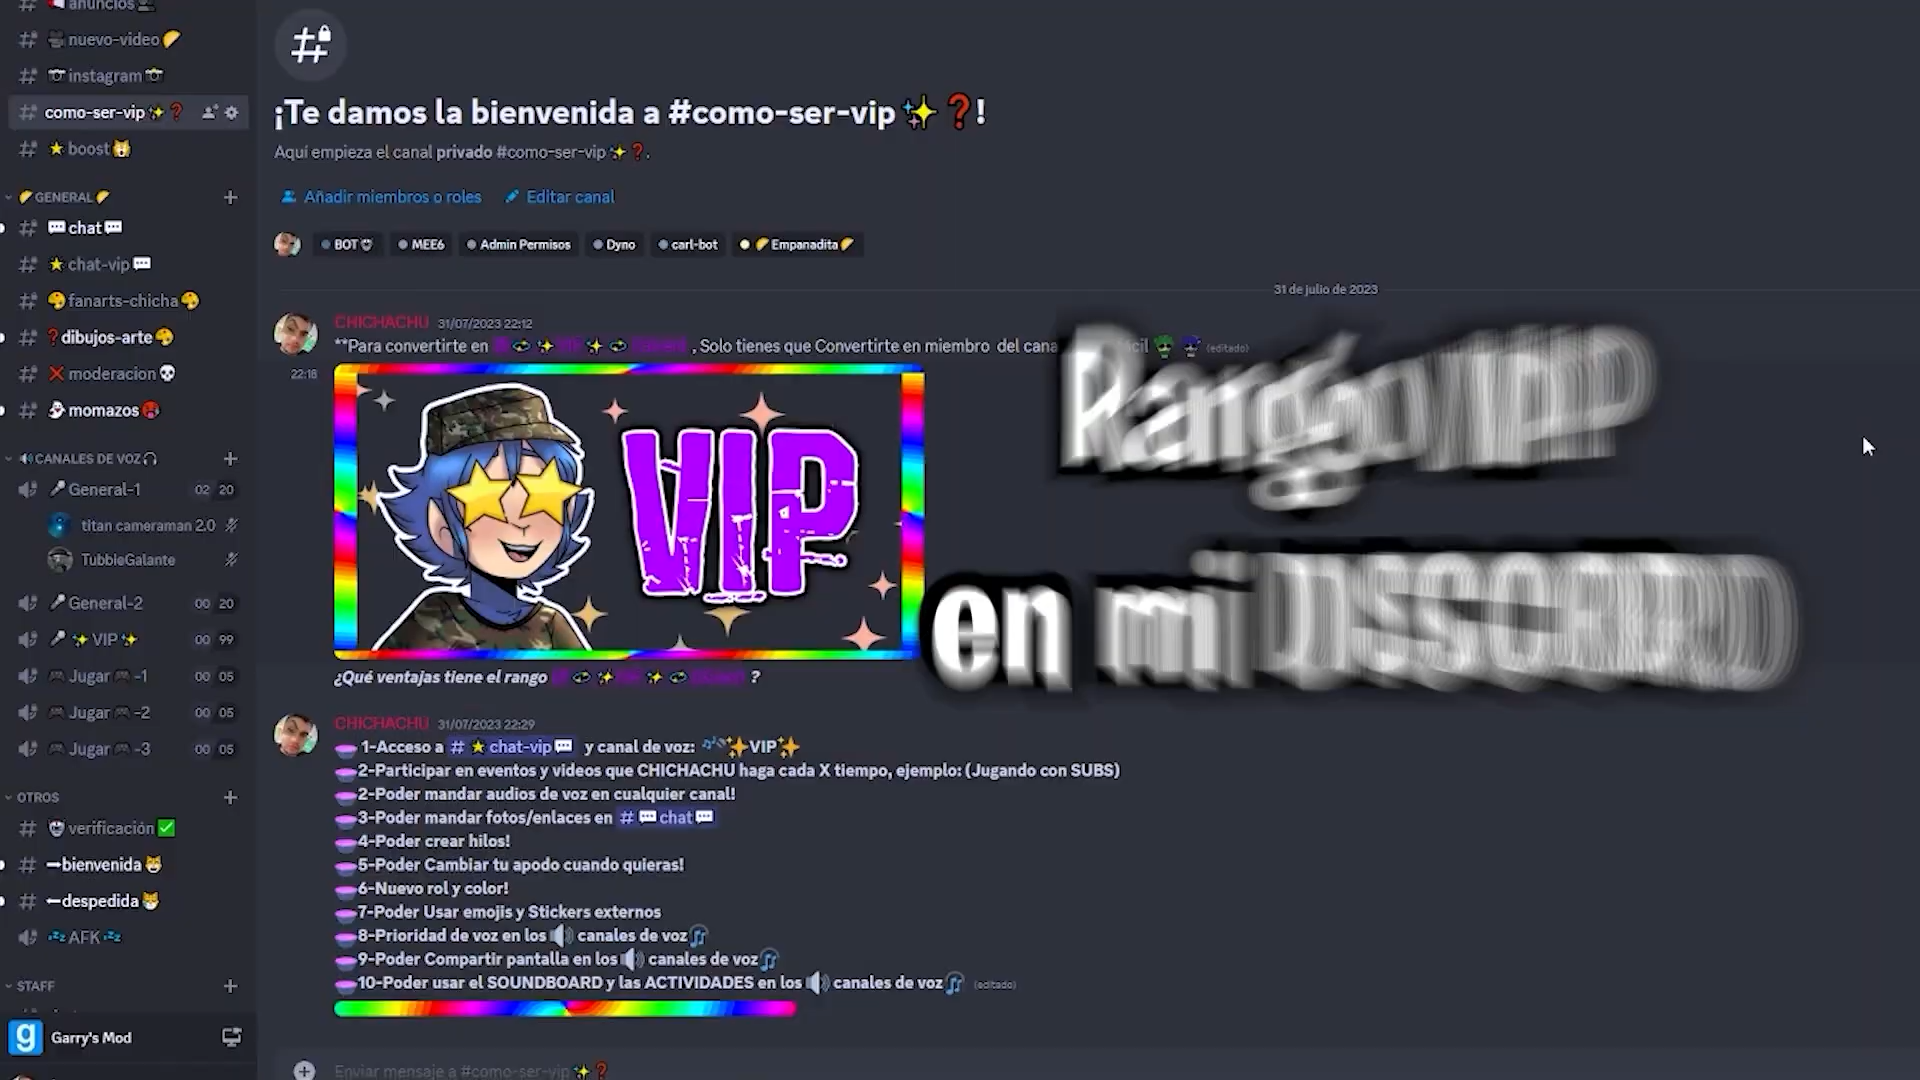 anuncios
nuevo-video
instagram
como-ser-vip
boost
GENERAL
chat
chat-vip
fanarts-chicha
dibujos-arte
moderacion
momazos
CANALES DE VOZ
General-1 02 20
titan cameraman 2.0
TubbieGalante
General-2 00 20
VIP 00 99
Jugar -1 00 05
Jugar -2 00 05
Jugar -3 00 05
OTROS
verificación
bienvenida
despedida
AFK
STAFF
Garry's Mod
¡Te damos la bienvenida a #como-ser-vip✨❓!
Aquí empieza el canal privado #como-ser-vip✨❓.
Añadir miembros o roles Editar canal
BOT MEE6 Admin Permisos Dyno carl-bot Empanadita
31 de julio de 2023
CHICHACHU 31/07/2023 22:12
**Para convertirte en , Solo tienes que Convertirte en miembro del (editado)
22:18
VIP
Rango VIP
en mi DISCORD
¿Qué ventajas tiene el rango ?
CHICHACHU 31/07/2023 22:29
1-Acceso a # chat-vip y canal de voz: ✨VIP✨
2-Participar en eventos y videos que CHICHACHU haga cada X tiempo, ejemplo: (Jugando con SUBS)
2-Poder mandar audios de voz en cualquier canal!
3-Poder mandar fotos/enlaces en # chat
4-Poder crear hilos!
5-Poder Cambiar tu apodo cuando quieras!
6-Nuevo rol y color!
7-Poder Usar emojis y Stickers externos
8-Prioridad de voz en los canales de voz
9-Poder Compartir pantalla en los canales de voz
10-Poder usar el SOUNDBOARD y las ACTIVIDADES en los canales de voz (editado)
Enviar mensaje a #como-ser-vip✨❓